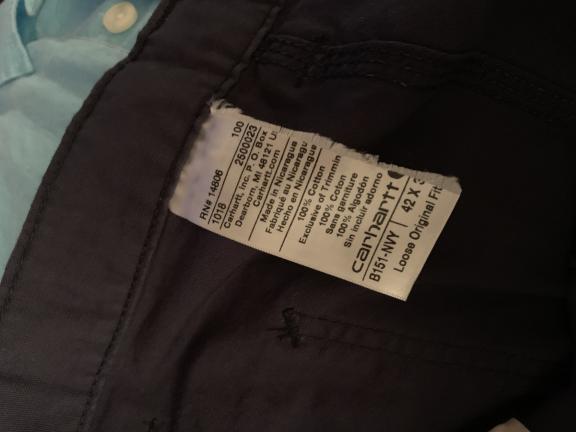 carhartt
B151-NVY | 42 X
Loose Original Fit
100% Cotton
Exclusive of Trimmin
100% Coton
Sans garniture
100% Algodón
Sin incluir adorno
Made in Nicaragua
Fabriqué au Nicaragu
Hecho en Nicaragua
RN# 14806
Carhartt, Inc. P. O. Box
Dearborn, MI 48121 U
Carhartt.com
1018 2500023
100